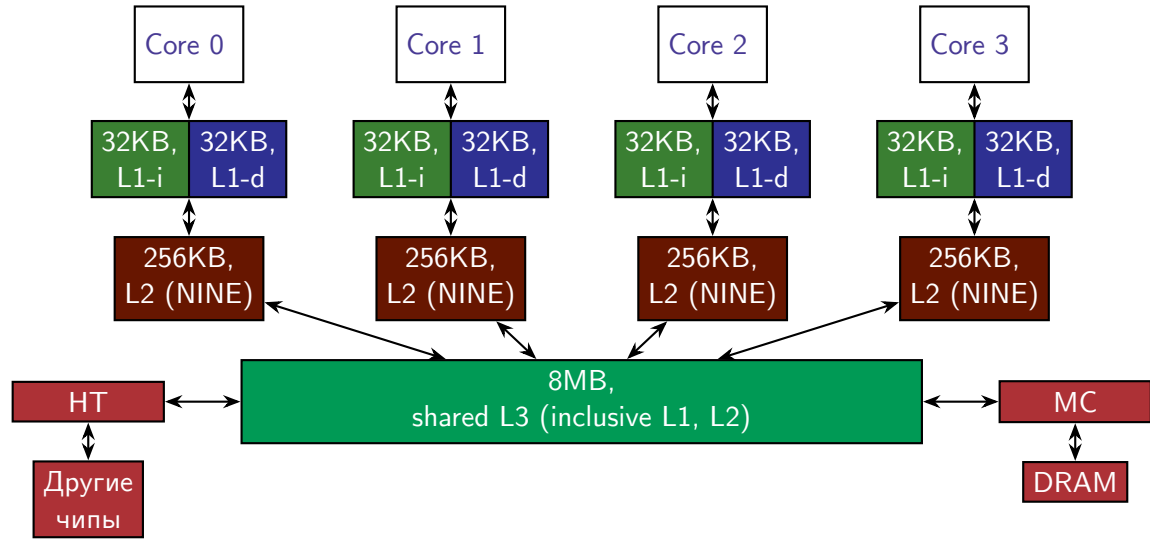 Core 0
Core 1
Core 2
Core 3
32KB,
L1-i
32KB,
L1-d
32KB,
L1-i
32KB,
L1-d
32KB,
L1-i
32KB,
L1-d
32KB,
L1-i
32KB,
L1-d
256KB,
L2 (NINE)
256KB,
L2 (NINE)
256KB,
L2 (NINE)
256KB,
L2 (NINE)
8MB,
shared L3 (inclusive L1, L2)
HT
Другие
чипы
MC
DRAM